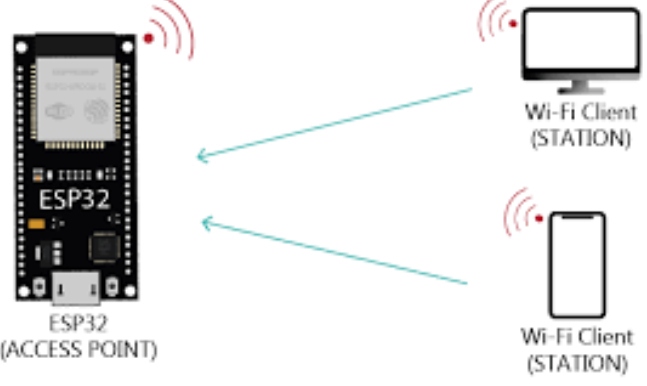 ESP32
ESP32
(ACCESS POINT)
Wi-Fi Client
(STATION)
Wi-Fi Client
(STATION)